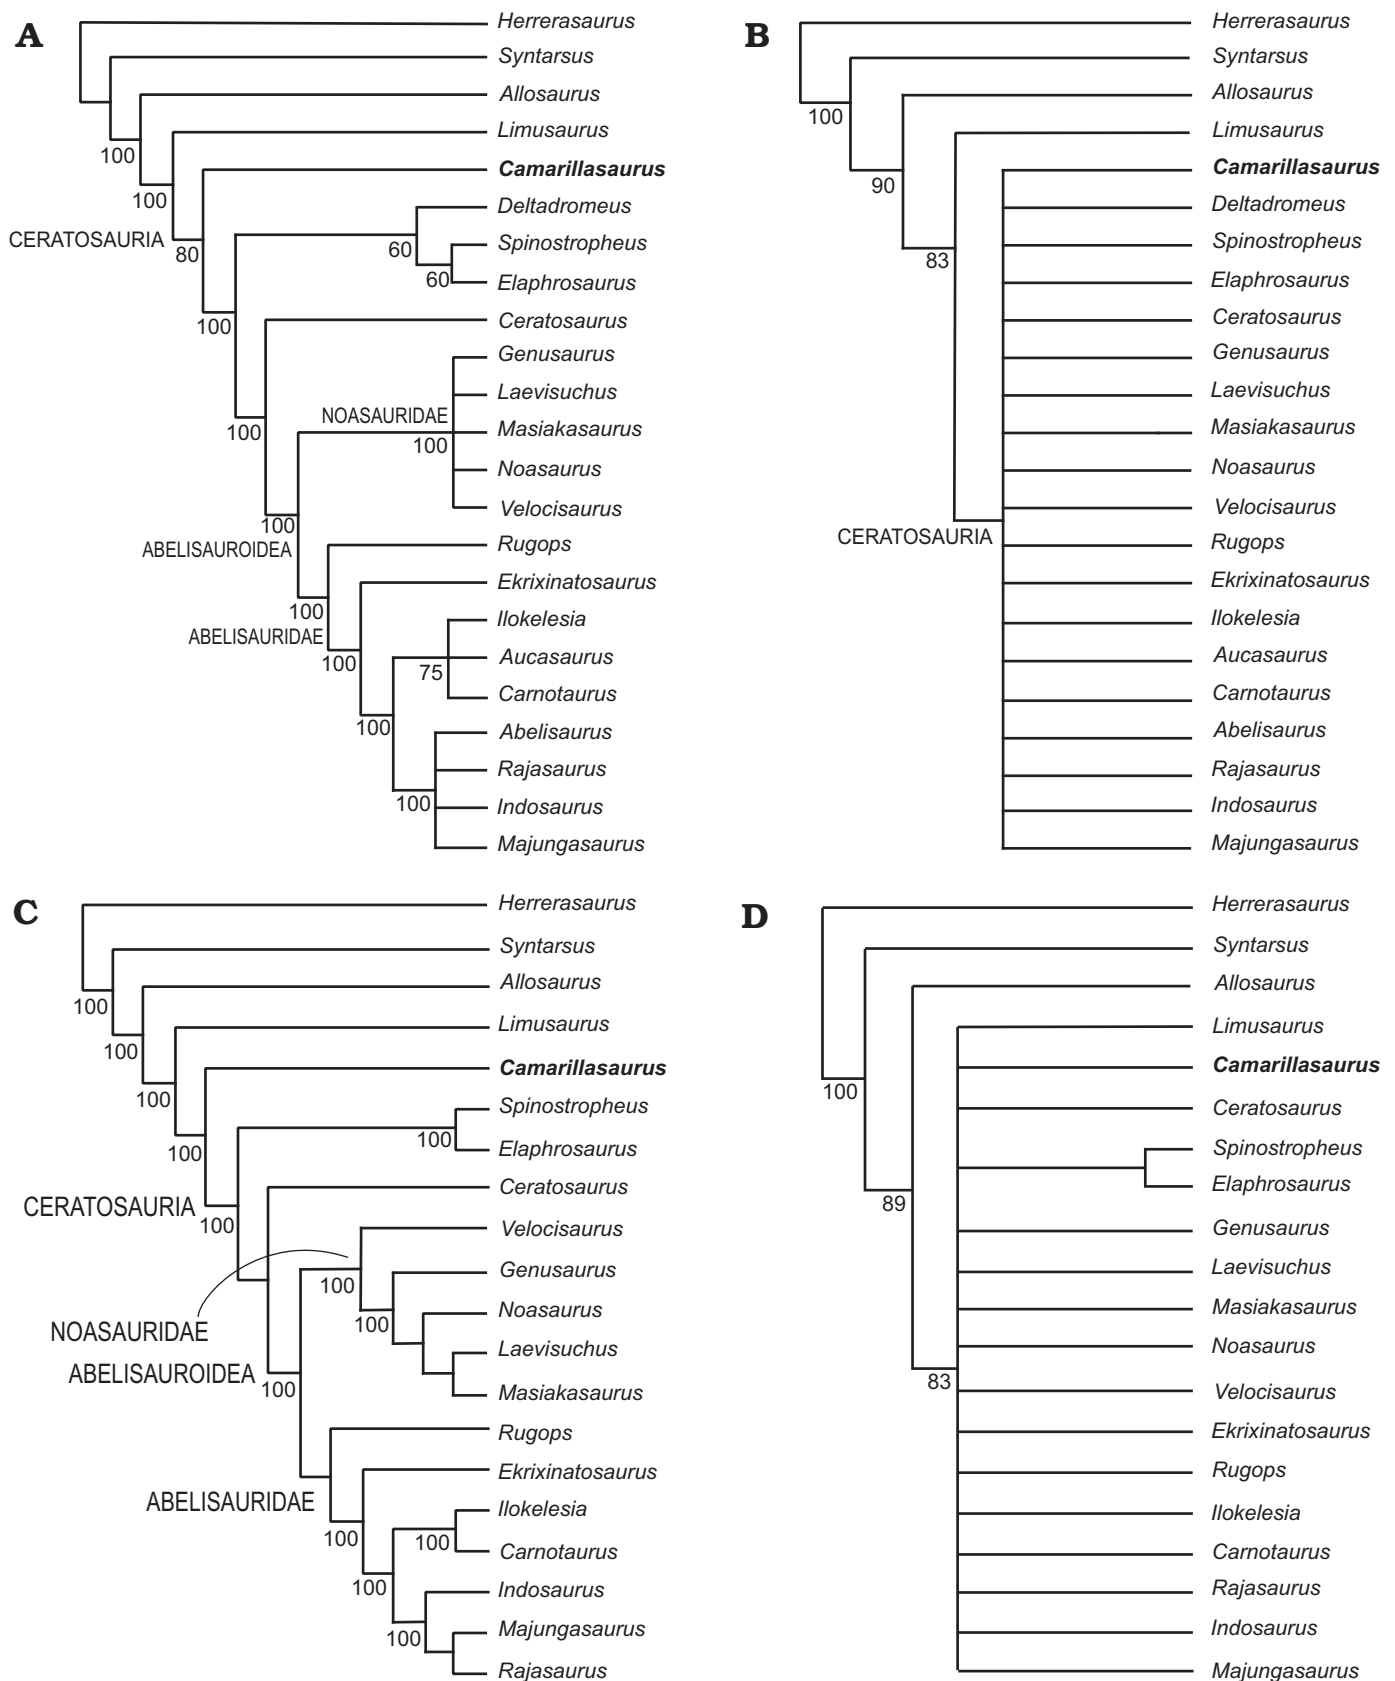 A
Herrerasaurus
Syntarsus
Allosaurus
100
Limusaurus
100
Camarillasaurus
CERATOSAURIA
80
Deltadromeus
60
Spinostropheus
60
Elaphrosaurus
100
Ceratosaurus
Genusaurus
Laevisuchus
NOASAURIDAE
100
Masiakasaurus
100
Noasaurus
Velocisaurus
100
ABELISAUROIDEA
Rugops
Ekrixinatosaurus
100
ABELISAURIDAE
Ilokelesia
100
Aucasaurus
75
Carnotaurus
100
Abelisaurus
Rajasaurus
100
Indosaurus
Majungasaurus
B
Herrerasaurus
Syntarsus
100
Allosaurus
Limusaurus
Camarillasaurus
90
Deltadromeus
Spinostropheus
83
Elaphrosaurus
Ceratosaurus
Genusaurus
Laevisuchus
Masiakasaurus
Noasaurus
Velocisaurus
CERATOSAURIA
Rugops
Ekrixinatosaurus
Ilokelesia
Aucasaurus
Carnotaurus
Abelisaurus
Rajasaurus
Indosaurus
Majungasaurus
C
Herrerasaurus
Syntarsus
Allosaurus
100
Limusaurus
100
Camarillasaurus
100
Spinostropheus
100
Elaphrosaurus
100
Ceratosaurus
CERATOSAURIA
100
Velocisaurus
Genusaurus
100
Noasaurus
100
NOASAURIDAE
Laevisuchus
ABELISAUROIDEA
100
Masiakasaurus
Rugops
Ekrixinatosaurus
ABELISAURIDAE
Ilokelesia
100
100
Carnotaurus
100
Indosaurus
Majungasaurus
100
Rajasaurus
D
Herrerasaurus
Syntarsus
Allosaurus
Limusaurus
Camarillasaurus
100
Ceratosaurus
Spinostropheus
Elaphrosaurus
89
Genusaurus
Laevisuchus
Masiakasaurus
Noasaurus
83
Velocisaurus
Ekrixinatosaurus
Rugops
Ilokelesia
Carnotaurus
Rajasaurus
Indosaurus
Majungasaurus